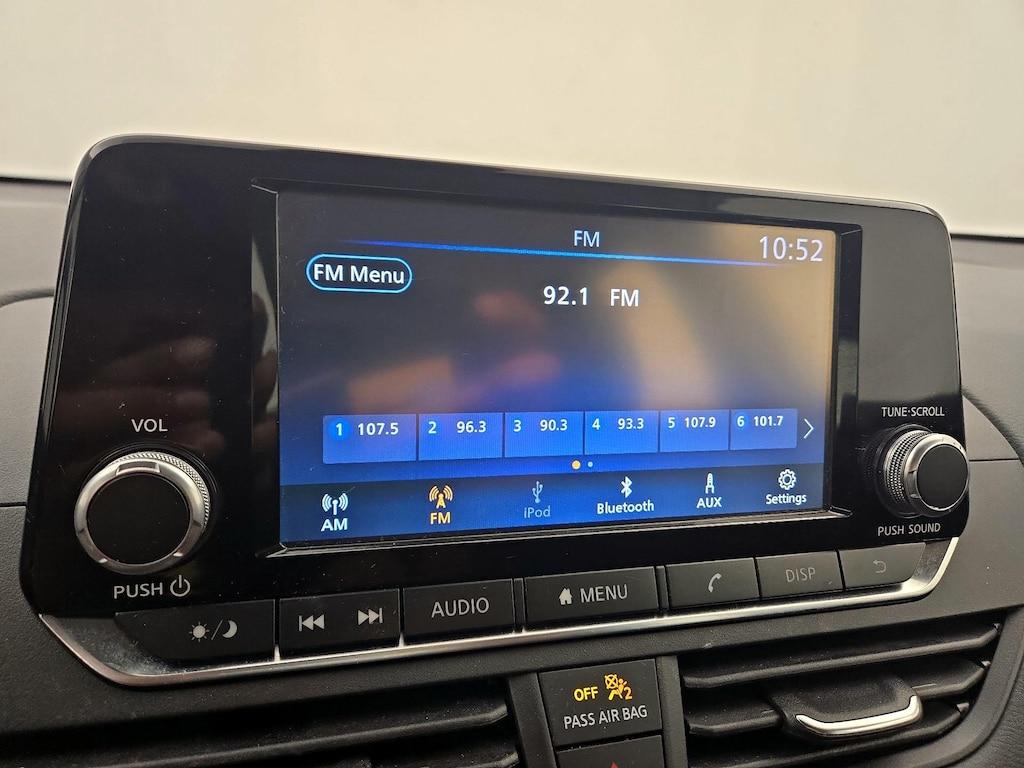 FM
10:52
FM Menu
92.1 FM
1 107.5 2 96.3 3 90.3 4 93.3 5 107.9 6 101.7
AM FM iPod Bluetooth AUX Settings
VOL
PUSH
TUNE·SCROLL
PUSH SOUND
AUDIO MENU DISP
OFF 2
PASS AIR BAG